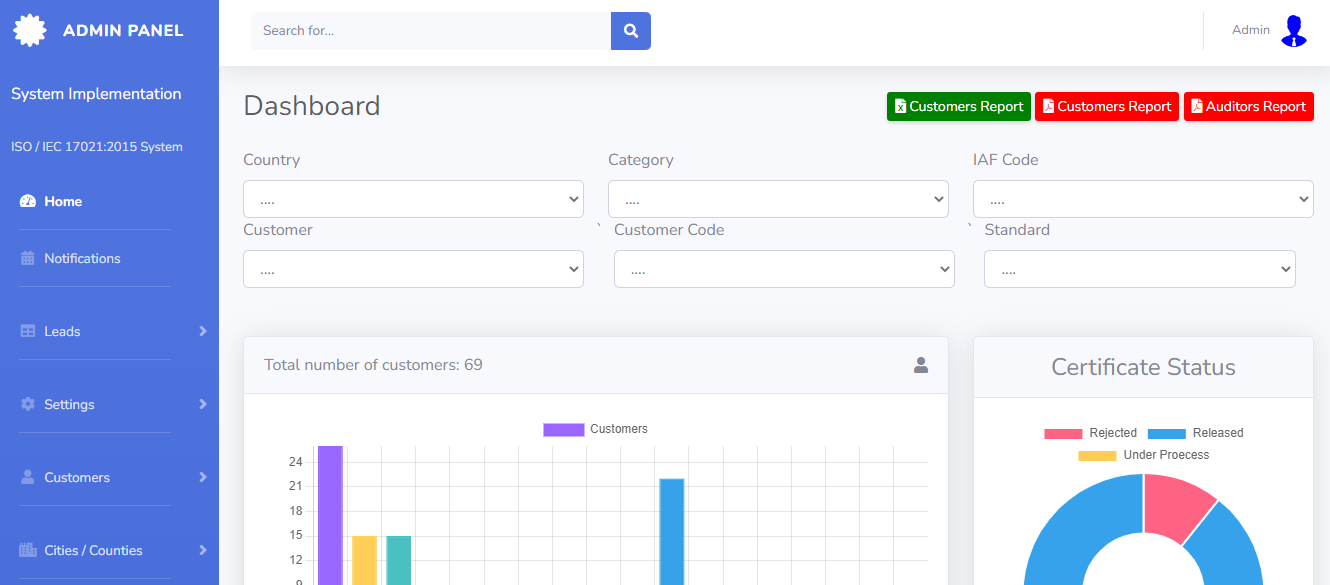 ADMIN PANEL
Search for...
Admin
System Implementation
ISO / IEC 17021:2015 System
Home
Notifications
Leads
Settings
Customers
Cities / Counties
Dashboard
Customers Report
Customers Report
Auditors Report
Country
Category
IAF Code
....
....
....
Customer
` Customer Code
` Standard
....
....
....
Total number of customers: 69
Customers
24
21
18
15
12
9
Certificate Status
Rejected Released
Under Proecess